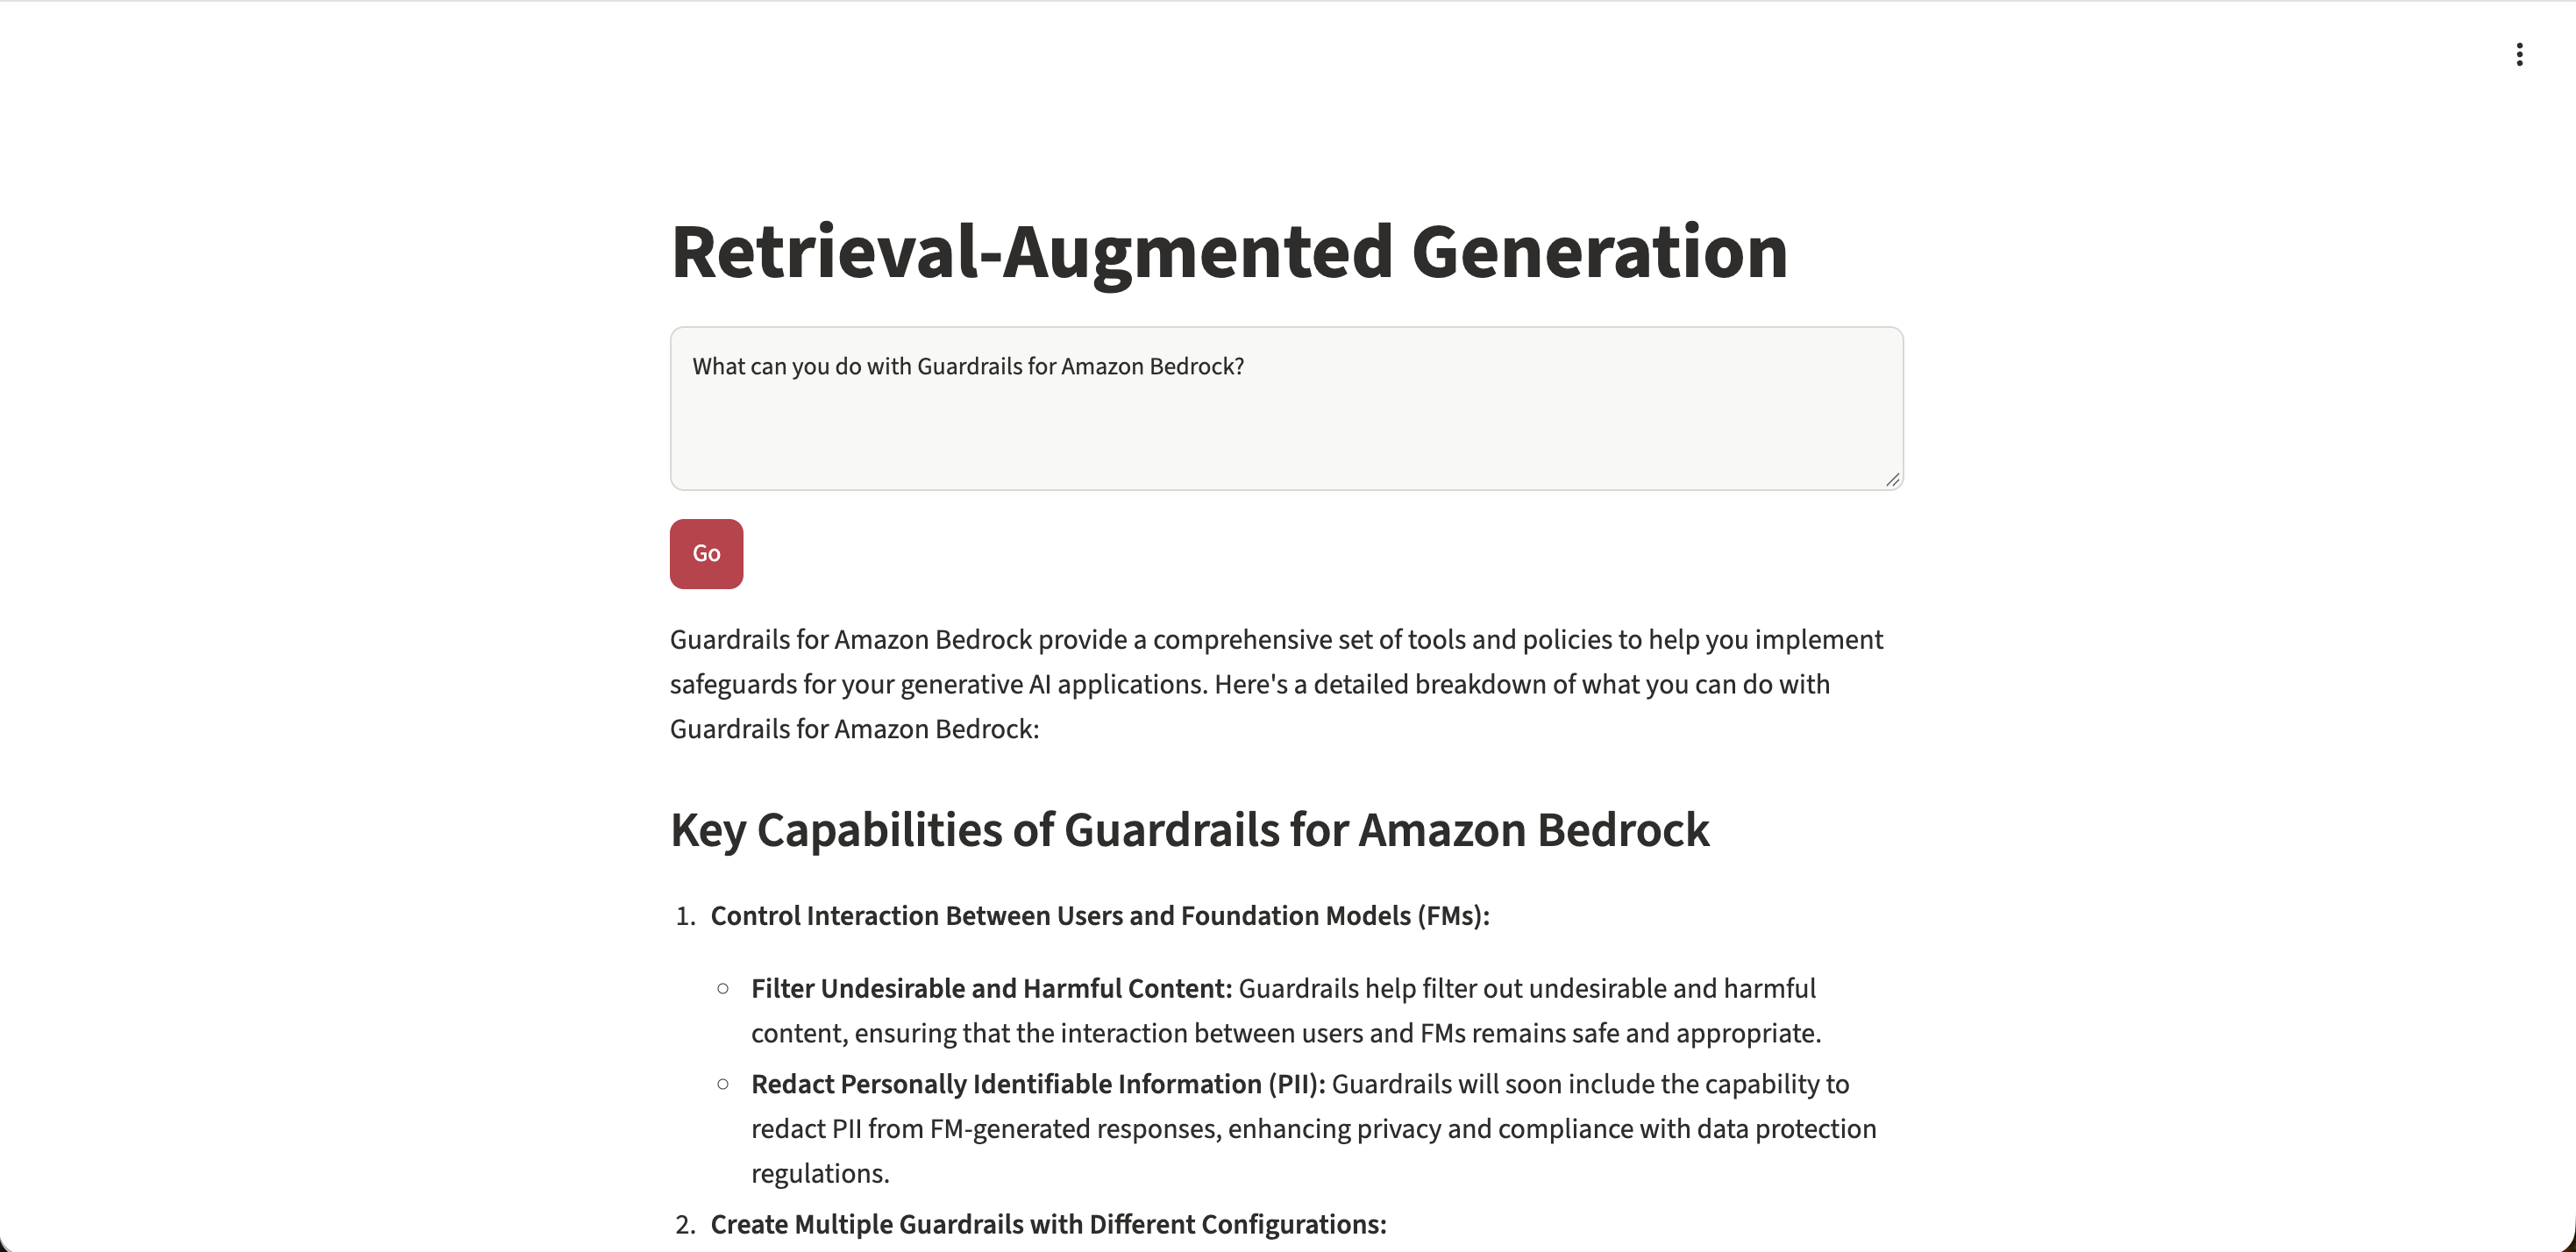 Retrieval-Augmented Generation
What can you do with Guardrails for Amazon Bedrock?
Go
Guardrails for Amazon Bedrock provide a comprehensive set of tools and policies to help you implement
safeguards for your generative AI applications. Here's a detailed breakdown of what you can do with
Guardrails for Amazon Bedrock:
Key Capabilities of Guardrails for Amazon Bedrock
1. Control Interaction Between Users and Foundation Models (FMs):
○ Filter Undesirable and Harmful Content: Guardrails help filter out undesirable and harmful
content, ensuring that the interaction between users and FMs remains safe and appropriate.
○ Redact Personally Identifiable Information (PII): Guardrails will soon include the capability to
redact PII from FM-generated responses, enhancing privacy and compliance with data protection
regulations.
2. Create Multiple Guardrails with Different Configurations: